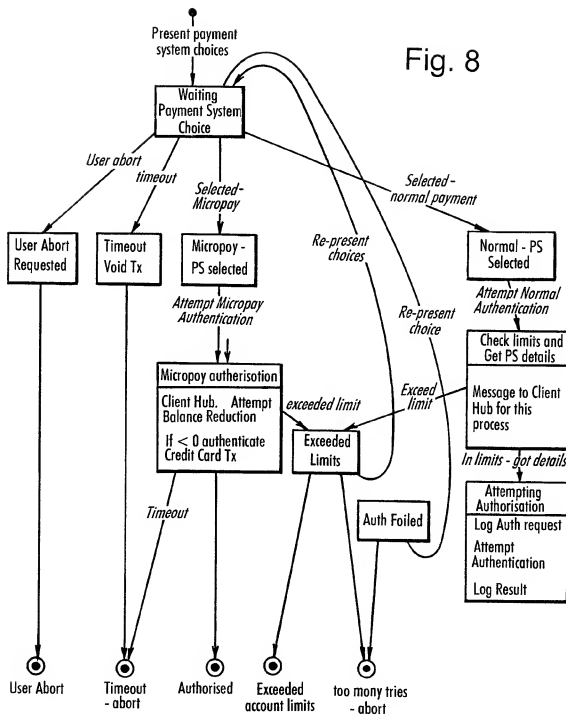 Fig. 8
Present payment
system choices
Waiting
Payment System
Choice
User abort
timeout
Selected-
Micropay
Selected-
normal payment
User Abort
Requested
Timeout
Void Tx
Micropoy -
PS selected
Re-present
choices
Normal - PS
Selected
Attempt Micropay
Authentication
Attempt Normal
Authentication
Re-present
choice
Check limits and
Get PS details
Message to Client
Hub for this
process
Micropoy autherisotion
Client Hub. Attempt
Balance Reduction
If < 0 authenticate
Credit Card Tx
exceeded limit
Exceed
limit
Exceeded
Limits
In limits - got details
Timeout
Auth Foiled
Attempting
Authorisation
Log Auth request
Attempt
Authentication
Log Result
User Abort
Timeout
- abort
Authorised
Exceeded
account limits
too mony tries
- abort